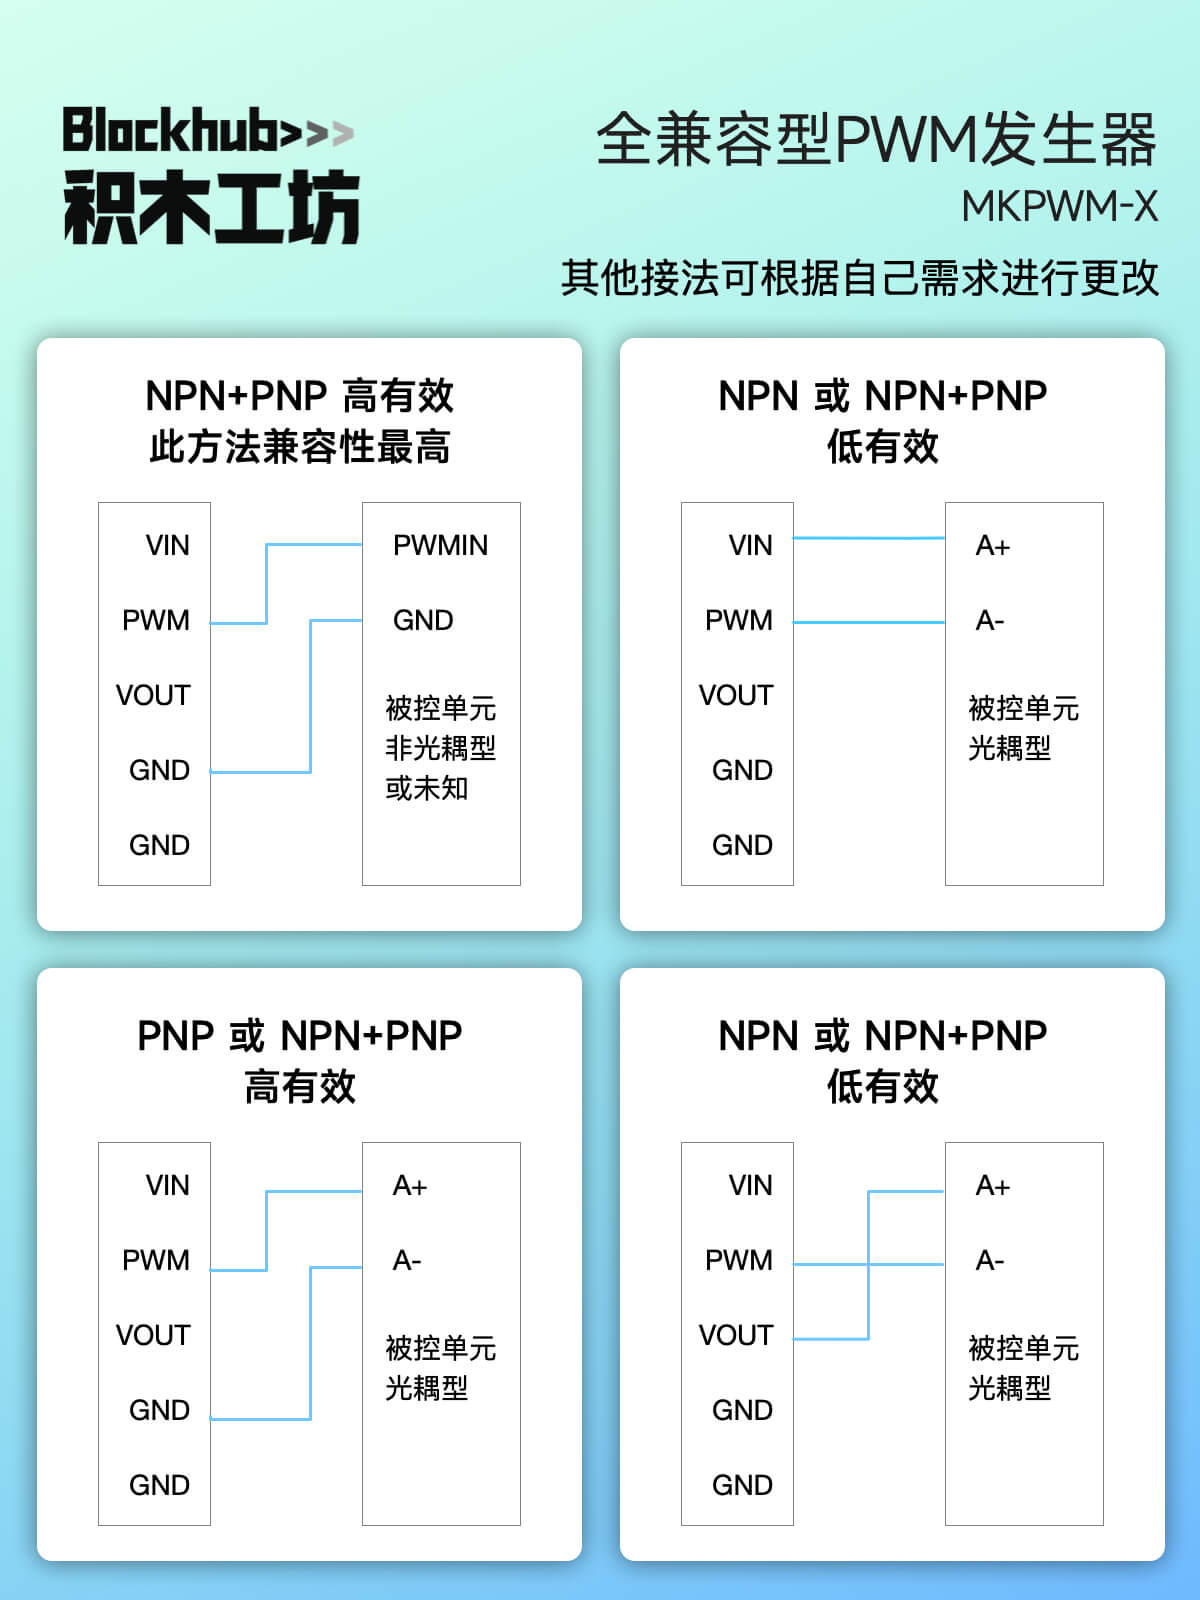 Blockhub>>>
积木工坊
全兼容型PWM发生器
MKPWM-X
其他接法可根据自己需求进行更改
NPN+PNP 高有效
此方法兼容性最高
VIN
PWM
VOUT
GND
GND
PWMIN
GND
被控单元
非光耦型
或未知
NPN 或 NPN+PNP
低有效
VIN
PWM
VOUT
GND
GND
A+
A-
被控单元
光耦型
PNP 或 NPN+PNP
高有效
VIN
PWM
VOUT
GND
GND
A+
A-
被控单元
光耦型
NPN 或 NPN+PNP
低有效
VIN
PWM
VOUT
GND
GND
A+
A-
被控单元
光耦型